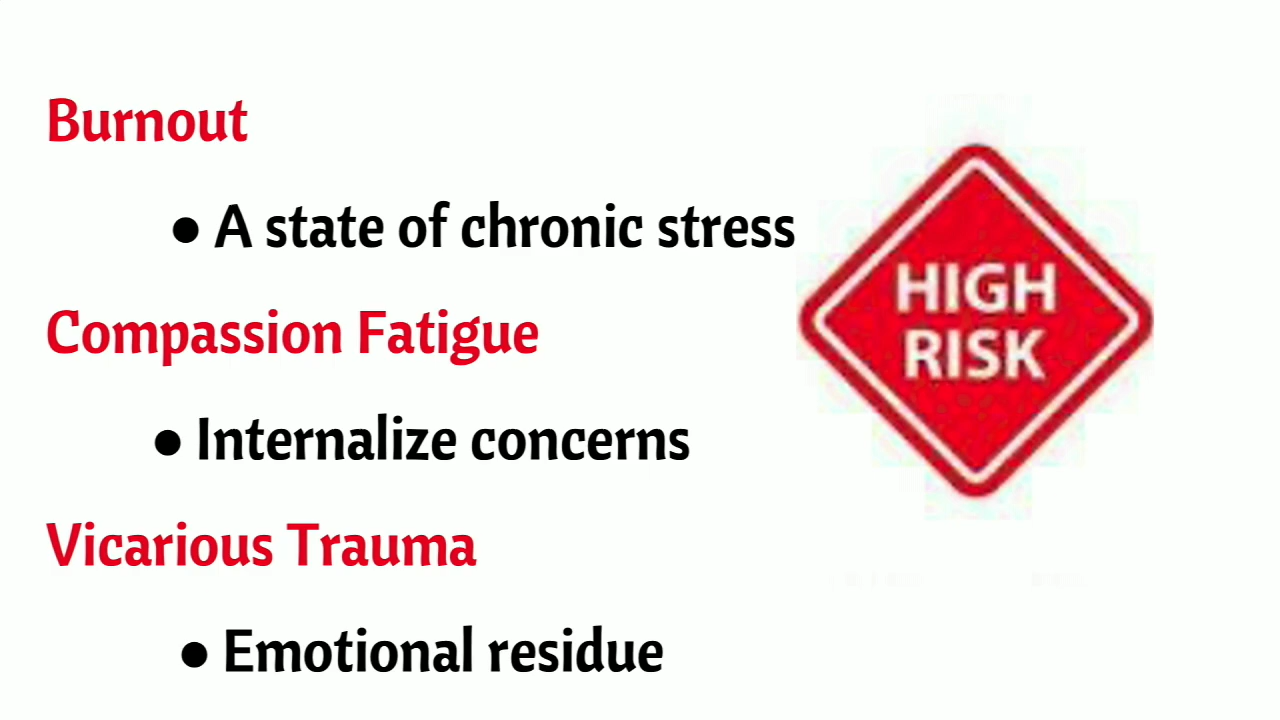 Burnout
• A state of chronic stress
Compassion Fatigue
• Internalize concerns
Vicarious Trauma
• Emotional residue
HIGH
RISK